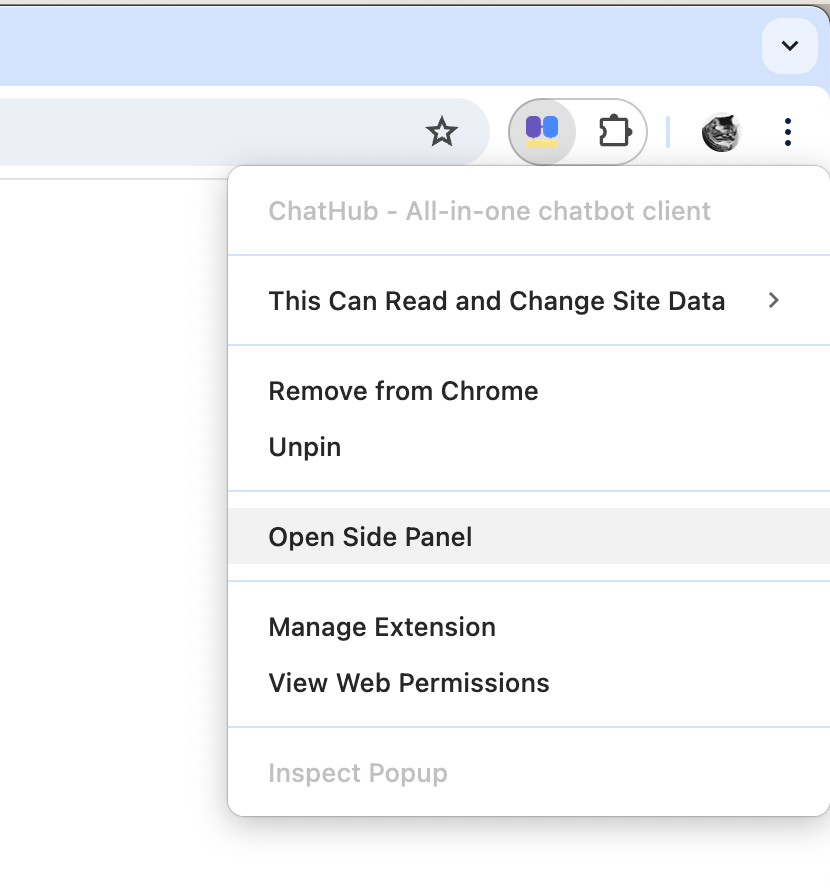 ChatHub - All-in-one chatbot client
This Can Read and Change Site Data
Remove from Chrome
Unpin
Open Side Panel
Manage Extension
View Web Permissions
Inspect Popup